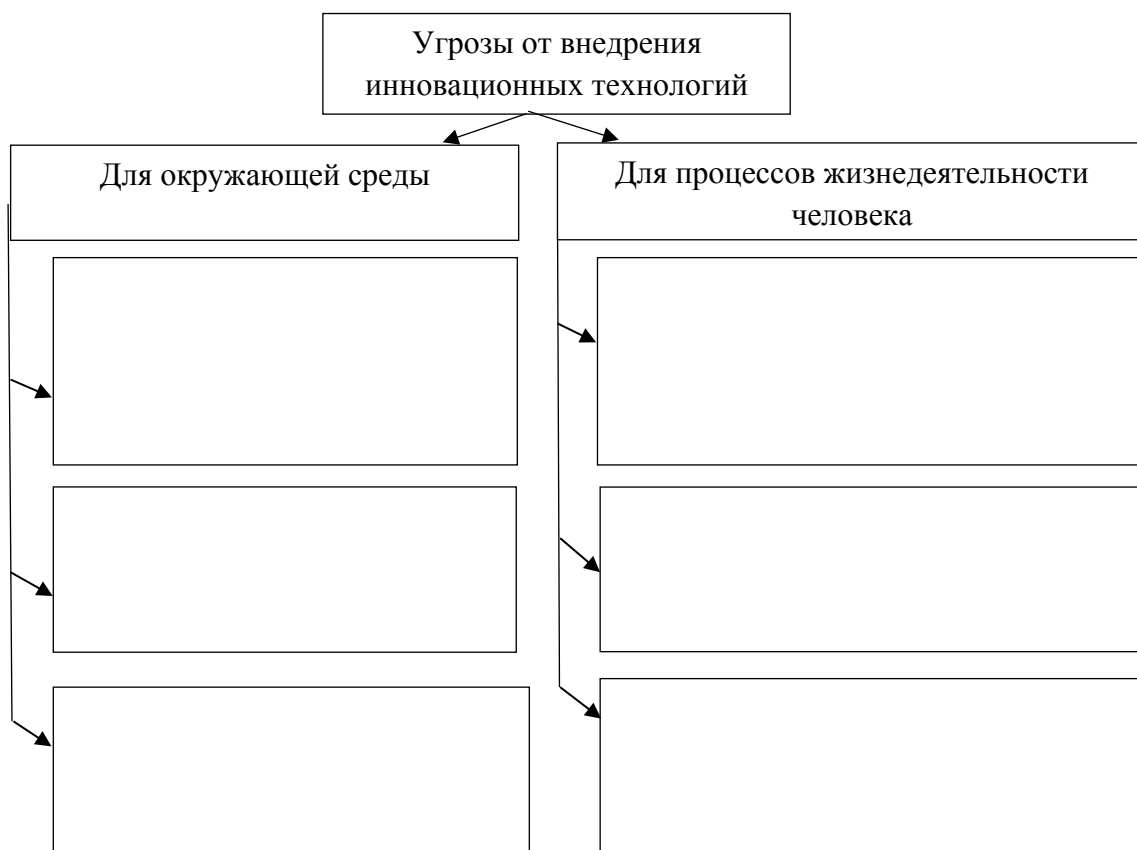 Угрозы от внедрения
инновационных технологий
Для окружающей среды
Для процессов жизнедеятельности
человека